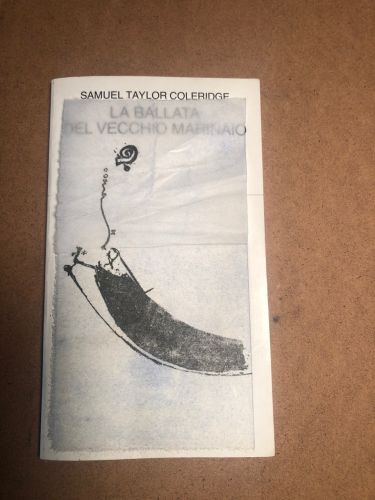 SAMUEL TAYLOR COLERIDGE
LA BALLATA
DEL VECCHIO MARINAIO